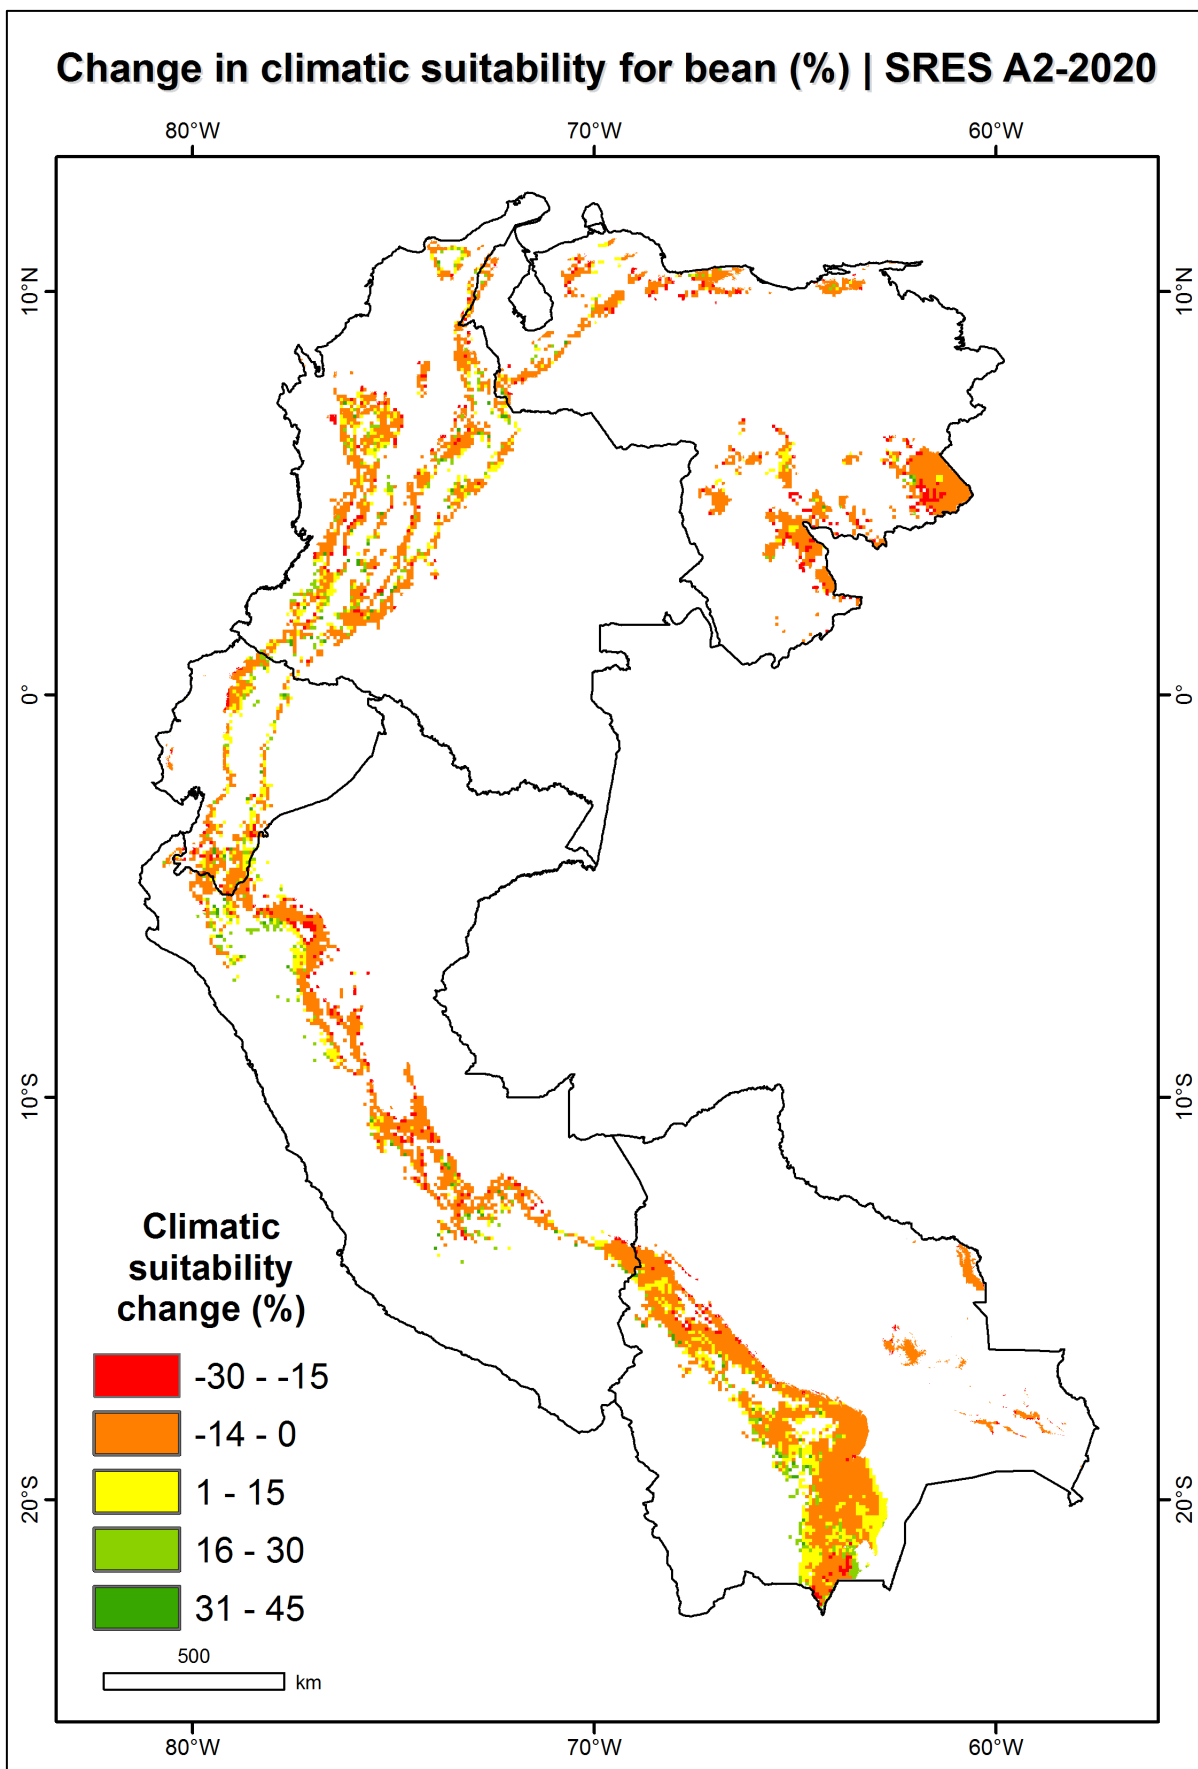 Change in climatic suitability for bean (%) | SRES A2-2020
80°W 70°W 60°W
10°N 10°N
0° 0°
10°S 10°S
20°S 20°S
Climatic
suitability
change (%)
-30 - -15
-14 - 0
1 - 15
16 - 30
31 - 45
500
km
80°W 70°W 60°W